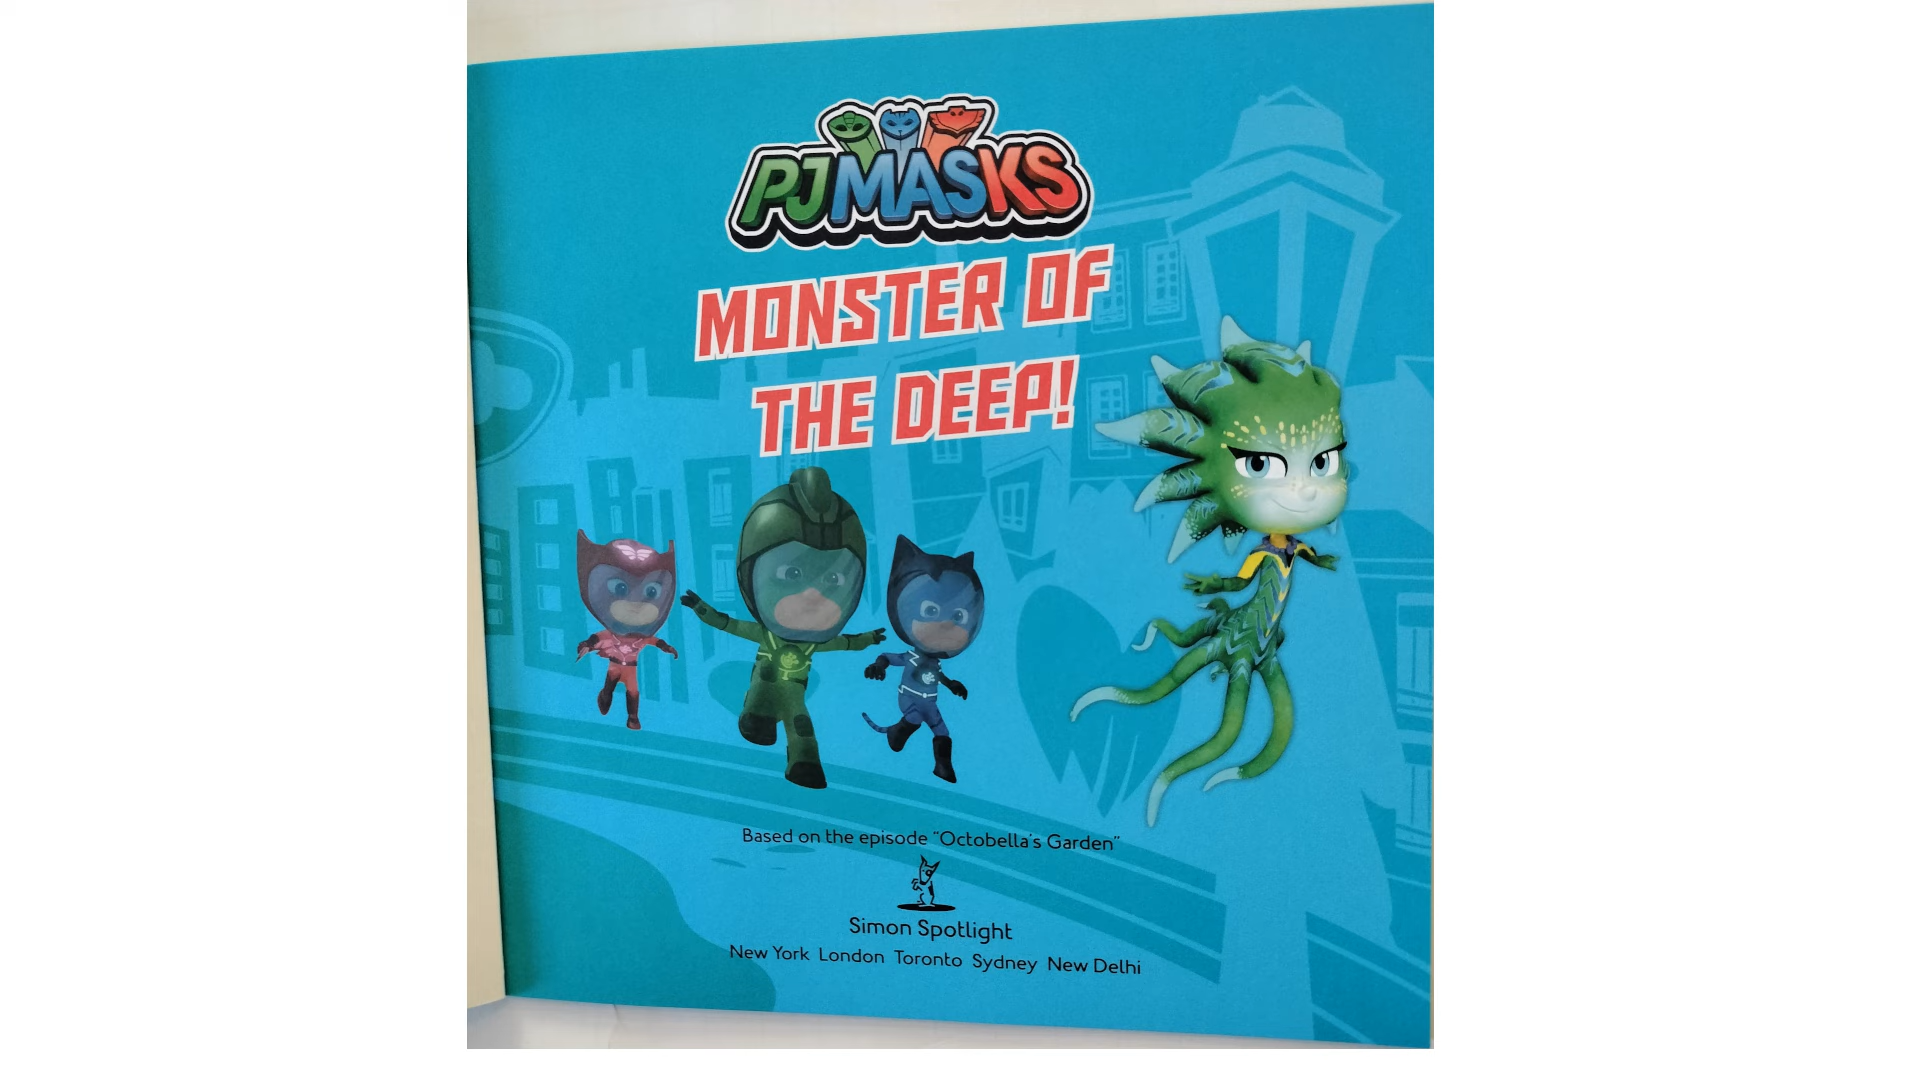 PJ MASKS
MONSTER OF
THE DEEP!
Based on the episode “Octobella’s Garden”
Simon Spotlight
New York London Toronto Sydney New Delhi